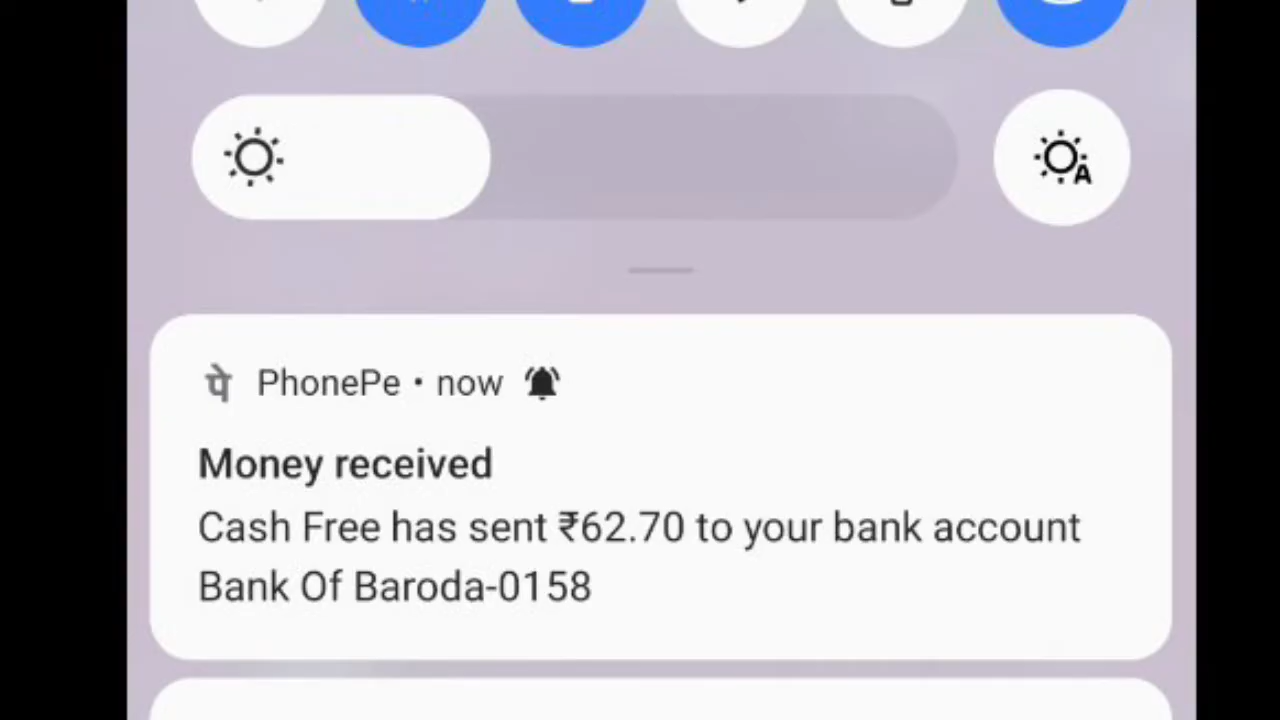 A
पे PhonePe • now
Money received
Cash Free has sent ₹62.70 to your bank account
Bank Of Baroda-0158